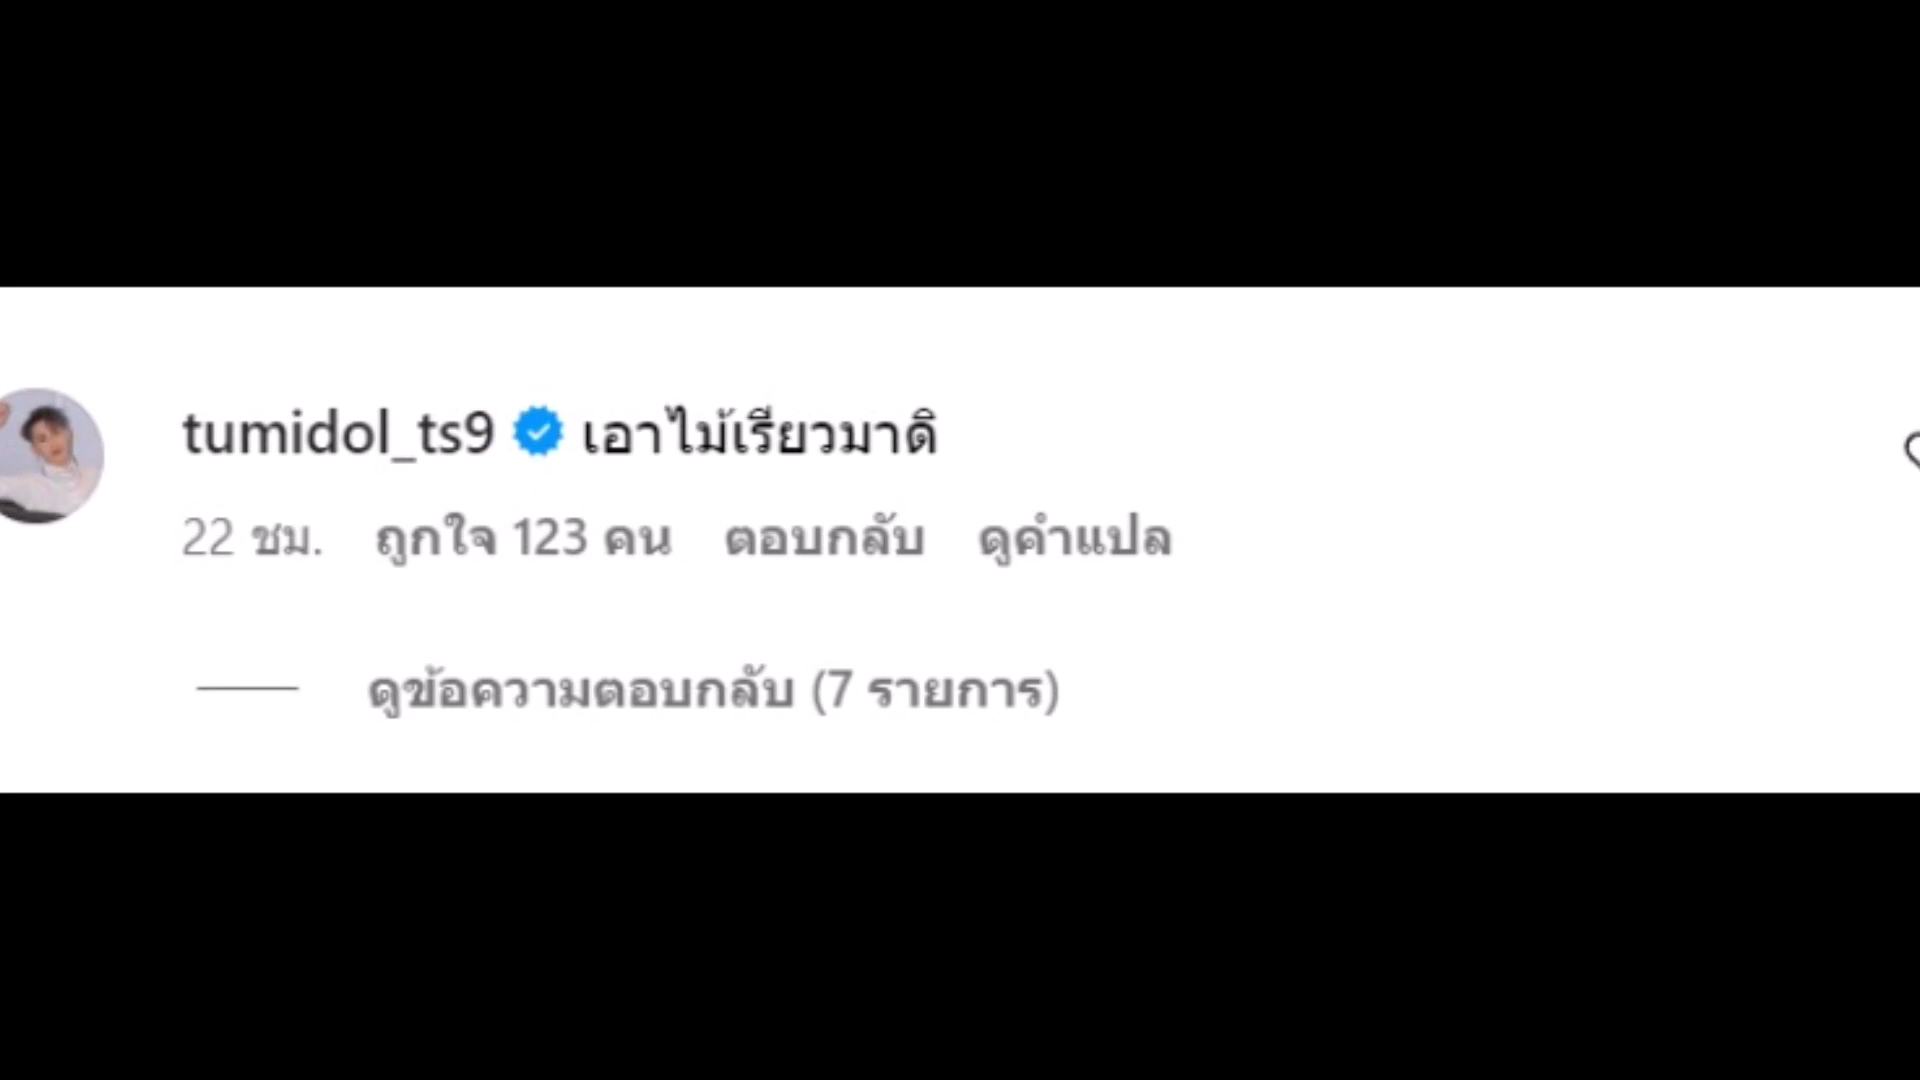 tumidol_ts9 เอาไม้เรียวมาดิ
22 ชม. ถูกใจ 123 คน ตอบกลับ ดูคำแปล
ดูข้อความตอบกลับ (7 รายการ)